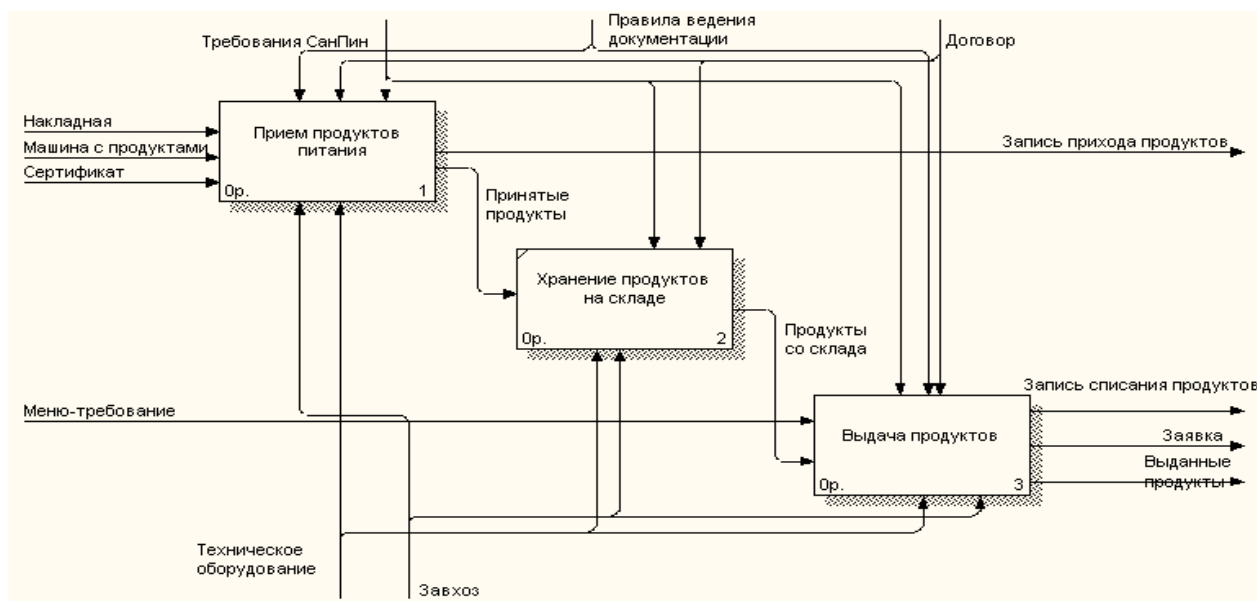 Правила ведения
документации
Требования СанПин
Договор
Накладная
Машина с продуктами
Сертификат
Прием продуктов
питания
0р.
1
Запись прихода продуктов
Принятые
продукты
Хранение продуктов
на складе
0р.
2
Продукты
со склада
Меню-требование
Выдача продуктов
0р.
3
Запись списания продуктов
Заявка
Выданные
продукты
Техническое
оборудование
Завхоз